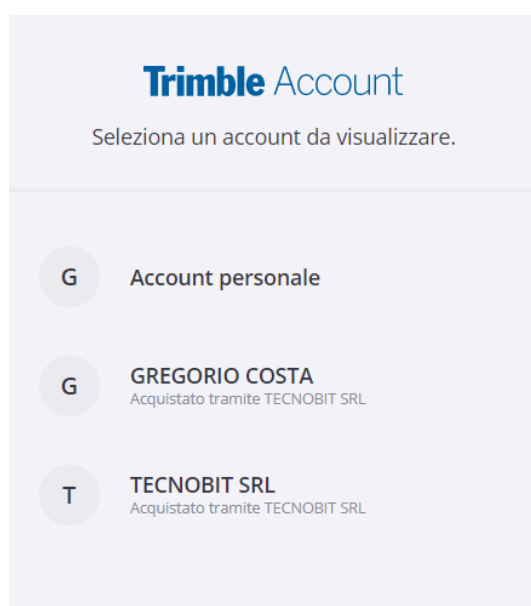 Trimble Account
Seleziona un account da visualizzare.
G
Account personale
G
GREGORIO COSTA
Acquistato tramite TECNOBIT SRL
T
TECNOBIT SRL
Acquistato tramite TECNOBIT SRL